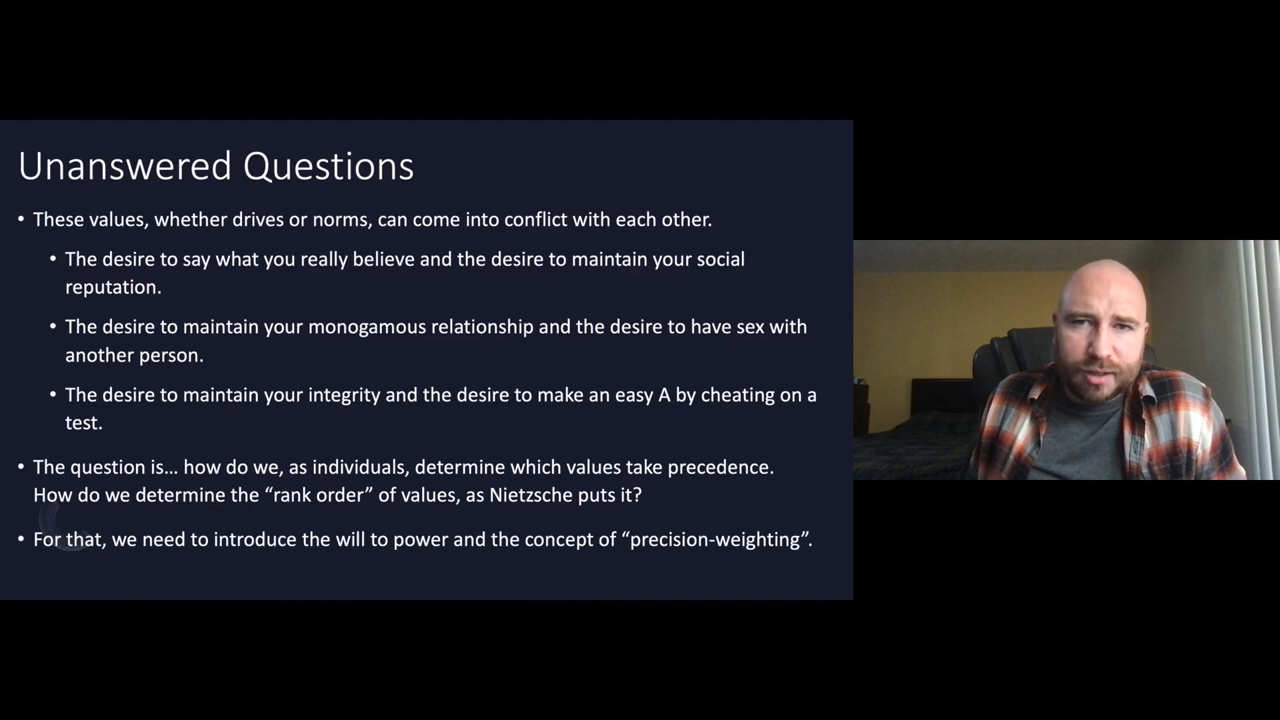 Unanswered Questions
• These values, whether drives or norms, can come into conflict with each other.
• The desire to say what you really believe and the desire to maintain your social
reputation.
• The desire to maintain your monogamous relationship and the desire to have sex with
another person.
• The desire to maintain your integrity and the desire to make an easy A by cheating on a
test.
• The question is… how do we, as individuals, determine which values take precedence.
How do we determine the “rank order” of values, as Nietzsche puts it?
• For that, we need to introduce the will to power and the concept of “precision-weighting”.